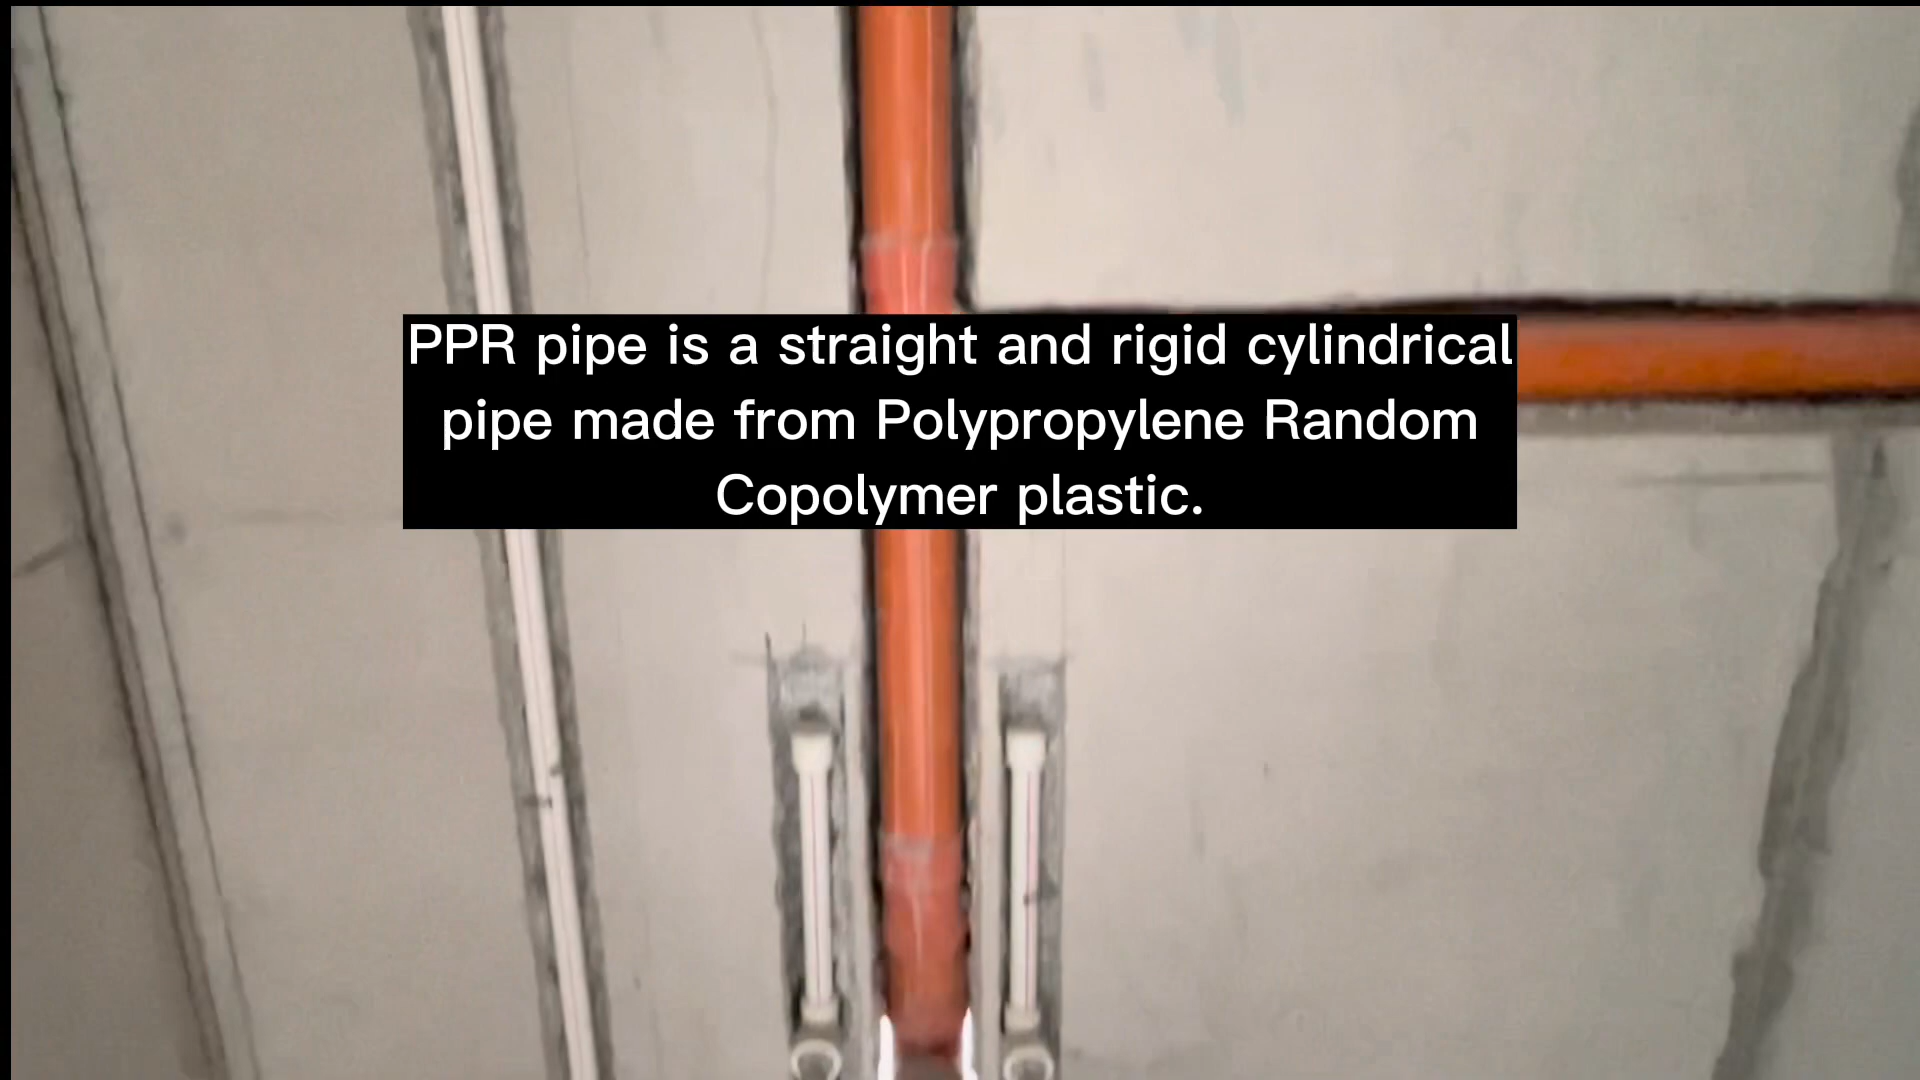 PPR pipe is a straight and rigid cylindrical
pipe made from Polypropylene Random
Copolymer plastic.